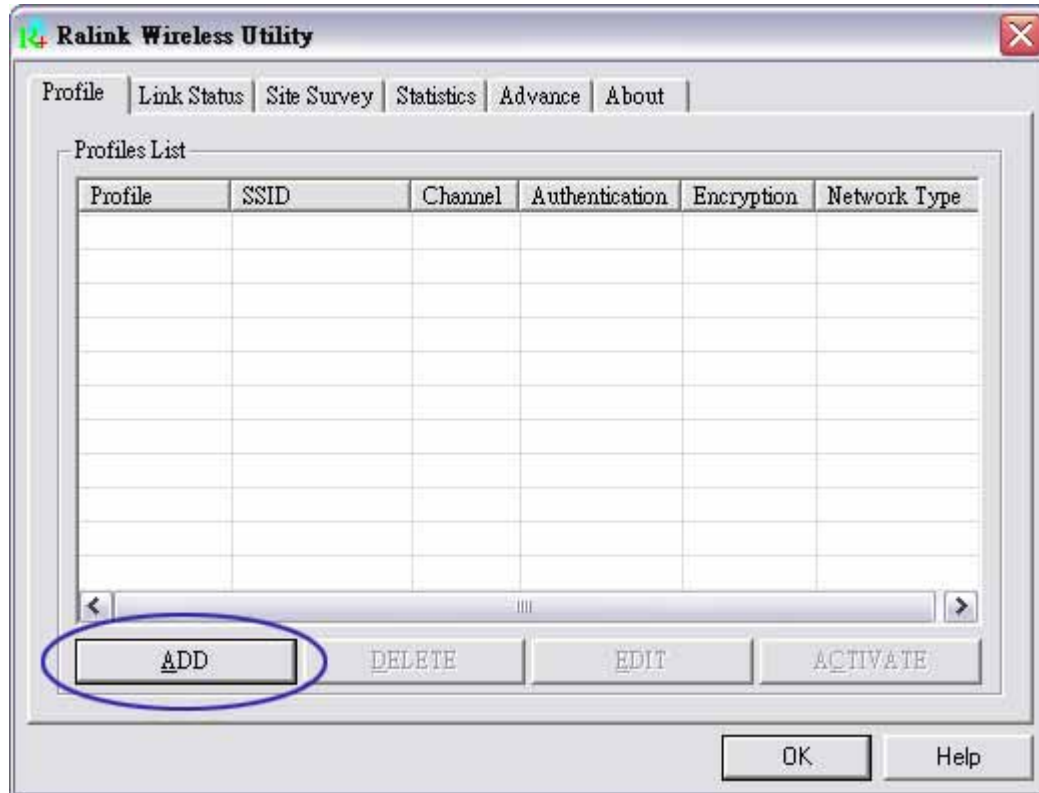 Ralink Wireless Utility
Profile Link Status Site Survey Statistics Advance About
Profiles List
Profile SSID Channel Authentication Encryption Network Type
ADD DELETE EDIT ACTIVATE
OK Help